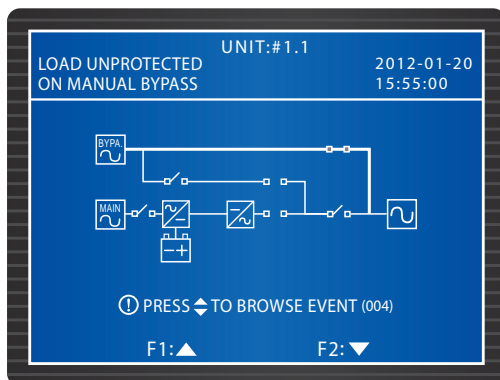 UNIT:#1.1
LOAD UNPROTECTED
ON MANUAL BYPASS
2012-01-20
15:55:00
BYPA.
MAIN
! PRESS TO BROWSE EVENT (004)
F1:▲ F2:▼